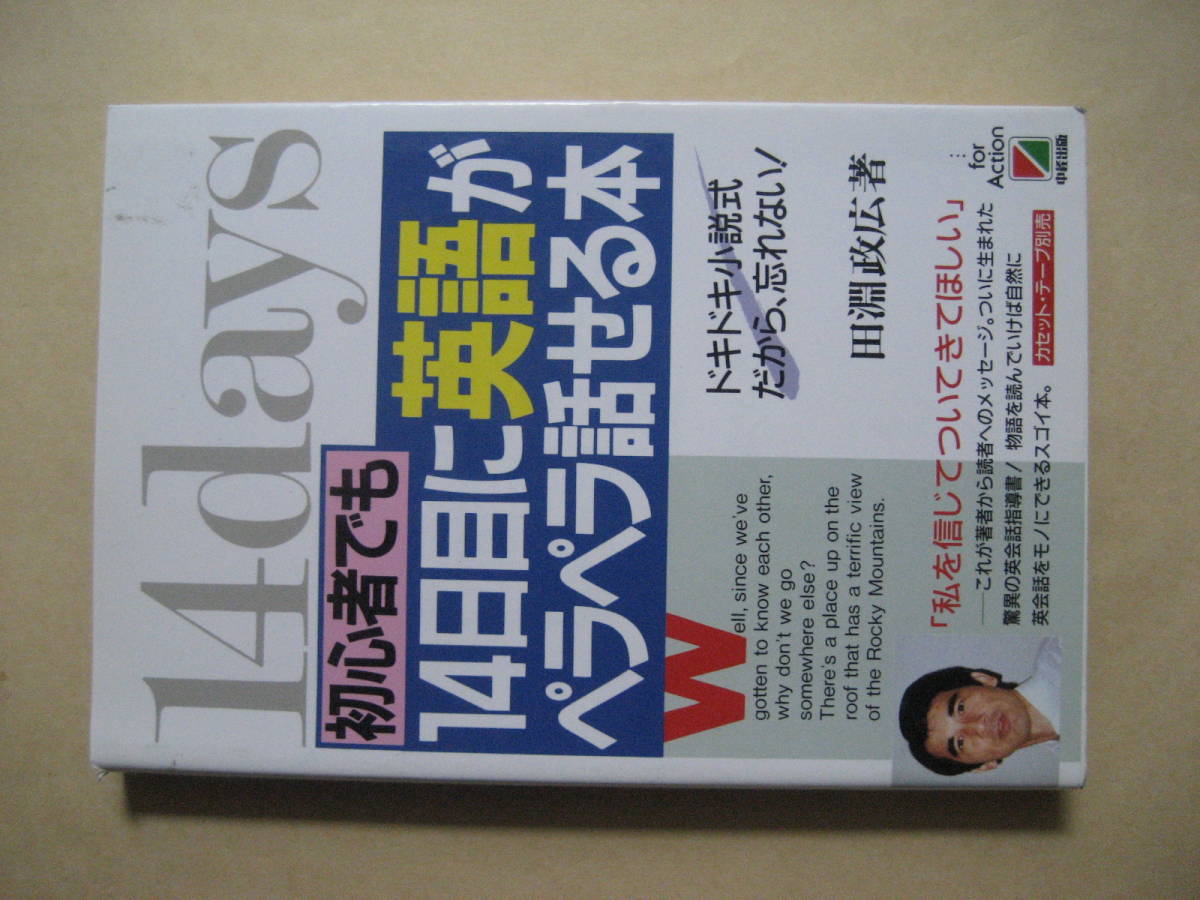 14days
初心者でも
14日目に英語が
ペラペラ話せる本
ドキドキ小説式
だから、忘れない!
田淵政広著
Well, since we've
gotten to know each other,
why don't we go
somewhere else?
There's a place up on the
roof that has a terrific view
of the Rocky Mountains.
「私を信じてついてきてほしい」
――これが著者から読者へのメッセージ。ついに生まれた
驚異の英会話指導書! 物語を読んでいけば自然に
英会話をモノにできるスゴイ本。
カセット・テープ別売
for
Action
中経出版